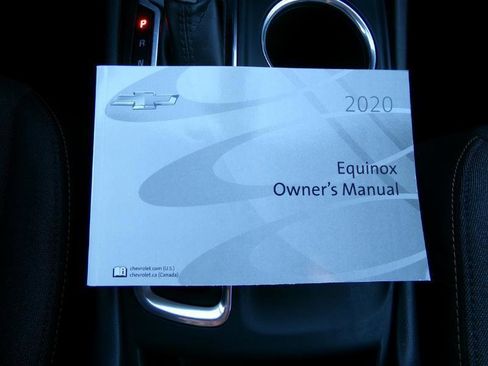 P
R
N
2020
Equinox
Owner's Manual
chevrolet.com (U.S.)
chevrolet.ca (Canada)